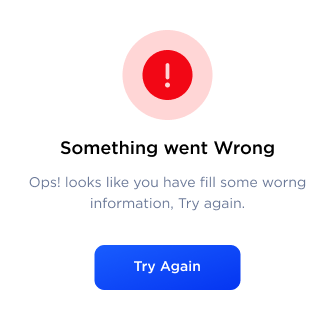 Something went Wrong
Ops! looks like you have fill some worng
information, Try again.
Try Again